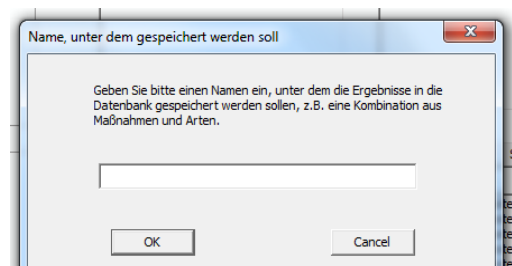 Name, unter dem gespeichert werden soll
Geben Sie bitte einen Namen ein, unter dem die Ergebnisse in die
Datenbank gespeichert werden sollen, z.B. eine Kombination aus
Maßnahmen und Arten.
OK
Cancel